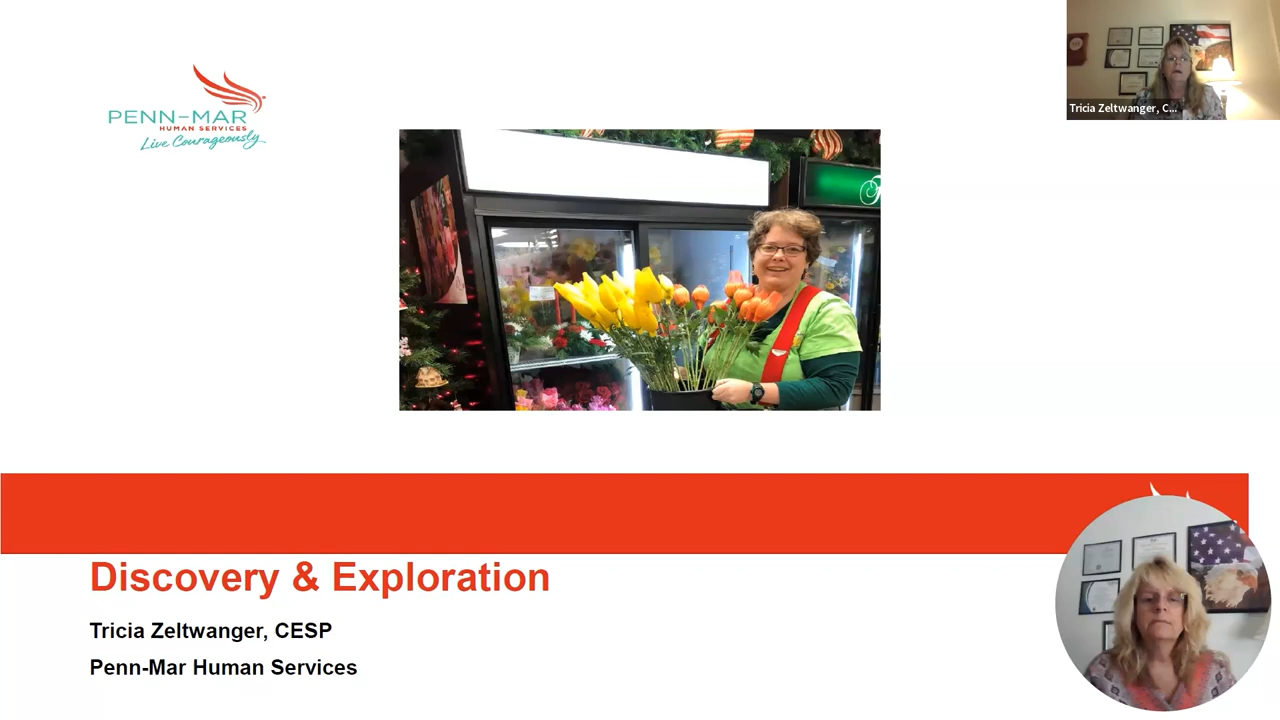 PENN-MAR
HUMAN SERVICES
Live Courageously
Tricia Zeltwanger, C...
Discovery & Exploration
Tricia Zeltwanger, CESP
Penn-Mar Human Services